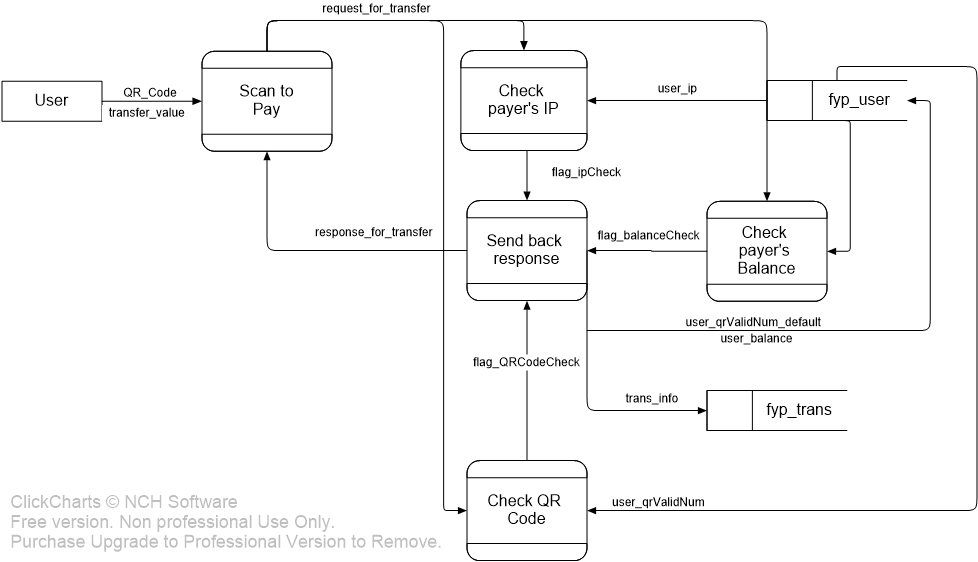 request_for_transfer
User
QR_Code
transfer_value
Scan to
Pay
Check
payer's IP
user_ip
fyp_user
flag_ipCheck
response_for_transfer
Send back
response
flag_balanceCheck
Check
payer's
Balance
user_qrValidNum_default
user_balance
flag_QRCodeCheck
trans_info
fyp_trans
Check QR
Code
user_qrValidNum
ClickCharts © NCH Software
Free version. Non professional Use Only.
Purchase Upgrade to Professional Version to Remove.